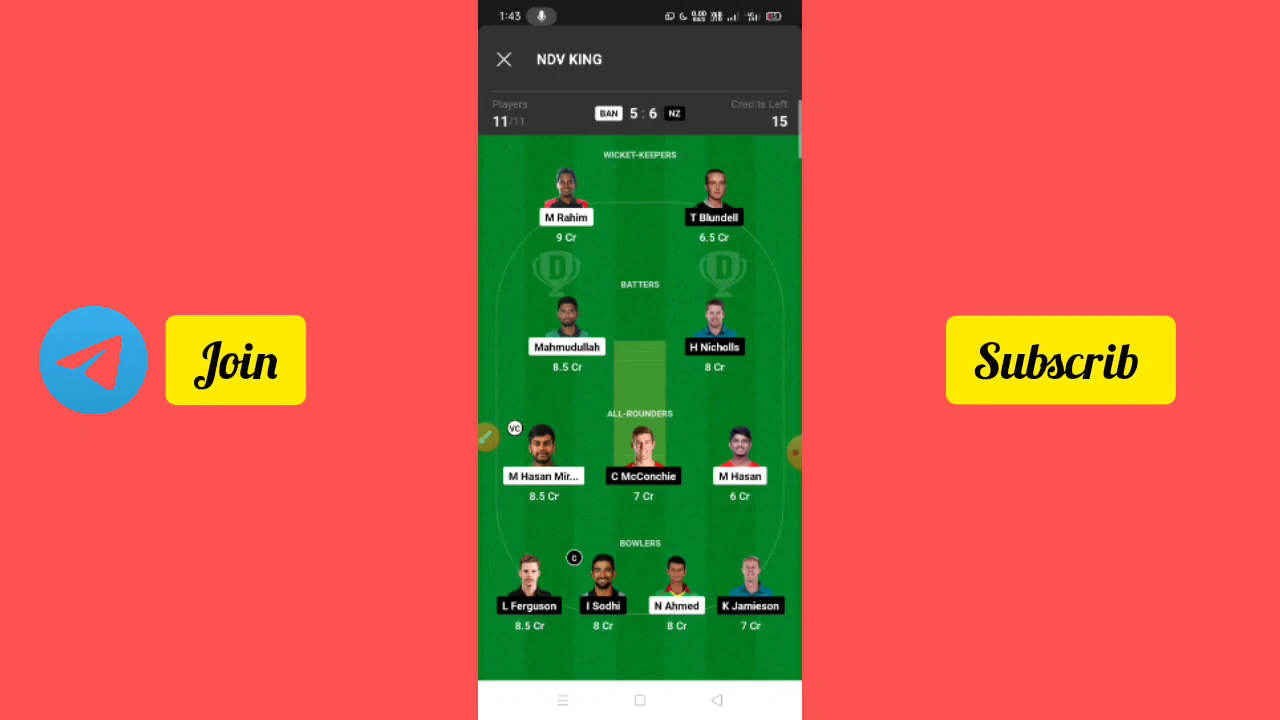 1:43
NDV KING
Players
Credits Left
11/11
BAN 5 : 6 NZ
15
WICKET-KEEPERS
M Rahim
T Blundell
9 Cr
6.5 Cr
D
D
BATTERS
Mahmudullah
H Nicholls
8.5 Cr
8 Cr
Join
Subscrib
ALL-ROUNDERS
VC
M Hasan Mir...
C McConchie
M Hasan
8.5 Cr
7 Cr
6 Cr
BOWLERS
C
L Ferguson
I Sodhi
N Ahmed
K Jamieson
8.5 Cr
8 Cr
8 Cr
7 Cr